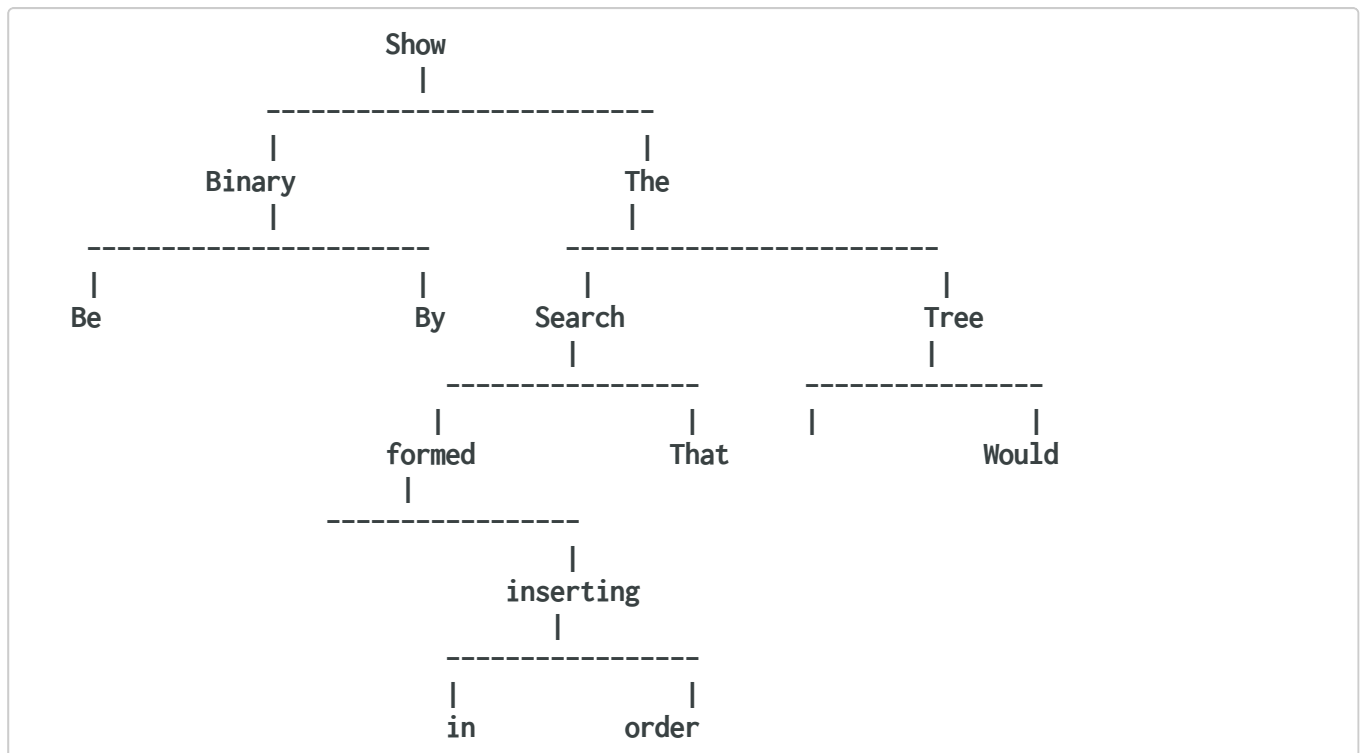 Show
|
--------------------------
| |
Binary The
| |
----------------------- -------------------------
| | | |
Be By Search Tree
| |
----------------- ----------------
| | | |
formed That Would
|
-----------------
|
inserting
|
-----------------
| |
in order